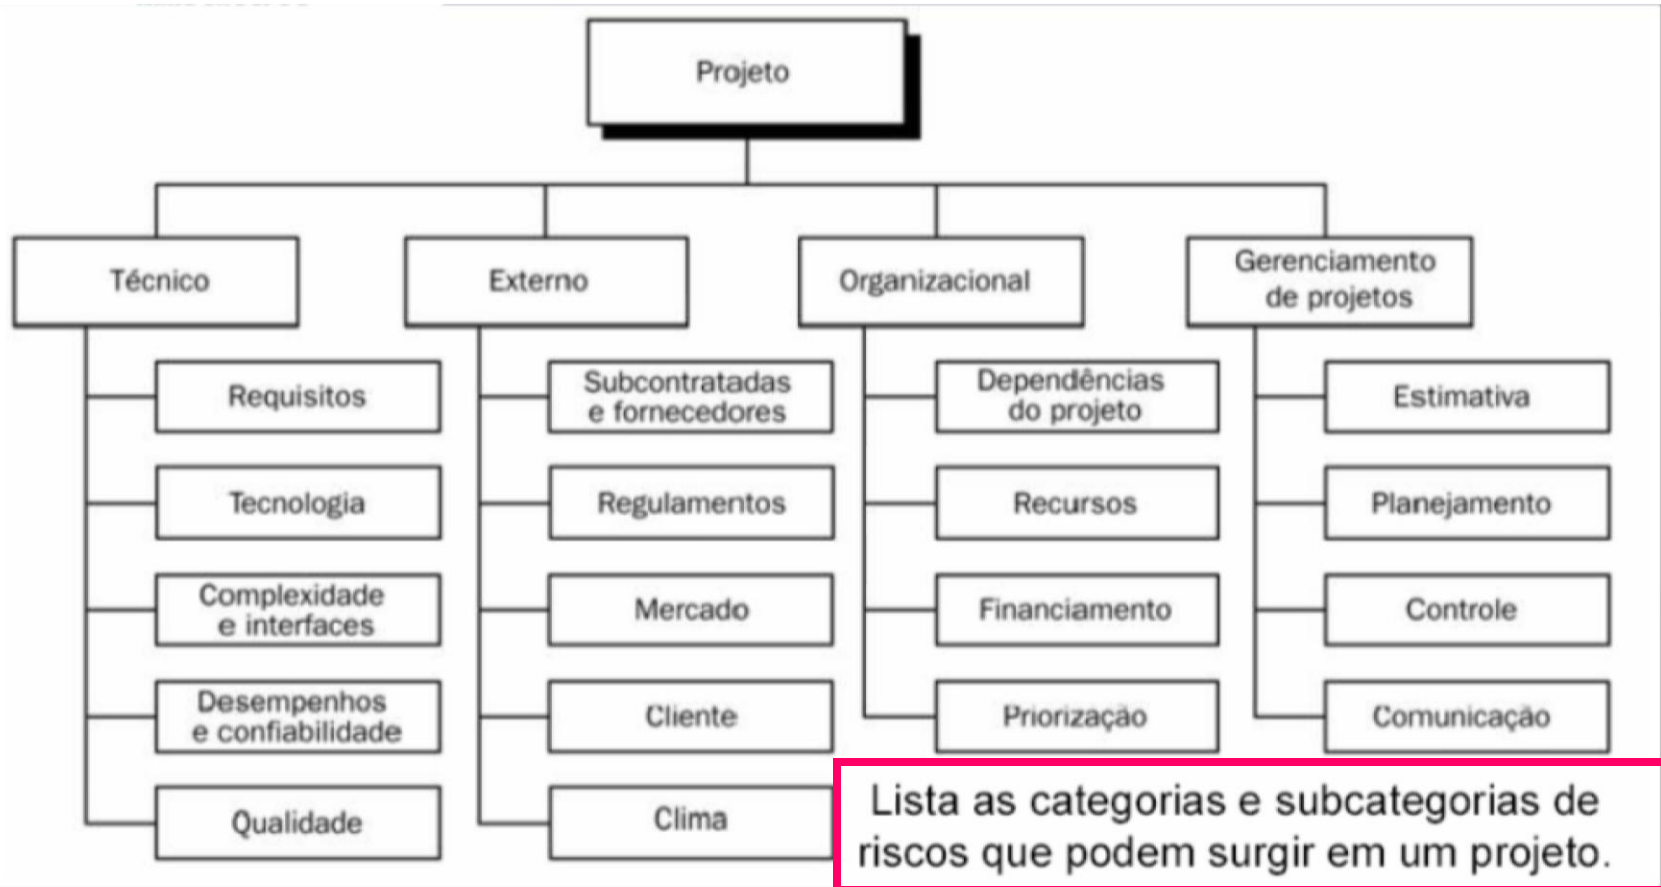 Projeto
Técnico
Externo
Organizacional
Gerenciamento
de projetos
Requisitos
Tecnologia
Complexidade
e interfaces
Desempenhos
e confiabilidade
Qualidade
Subcontratadas
e fornecedores
Regulamentos
Mercado
Cliente
Clima
Dependências
do projeto
Recursos
Financiamento
Priorização
Estimativa
Planejamento
Controle
Comunicação
Lista as categorias e subcategorias de
riscos que podem surgir em um projeto.